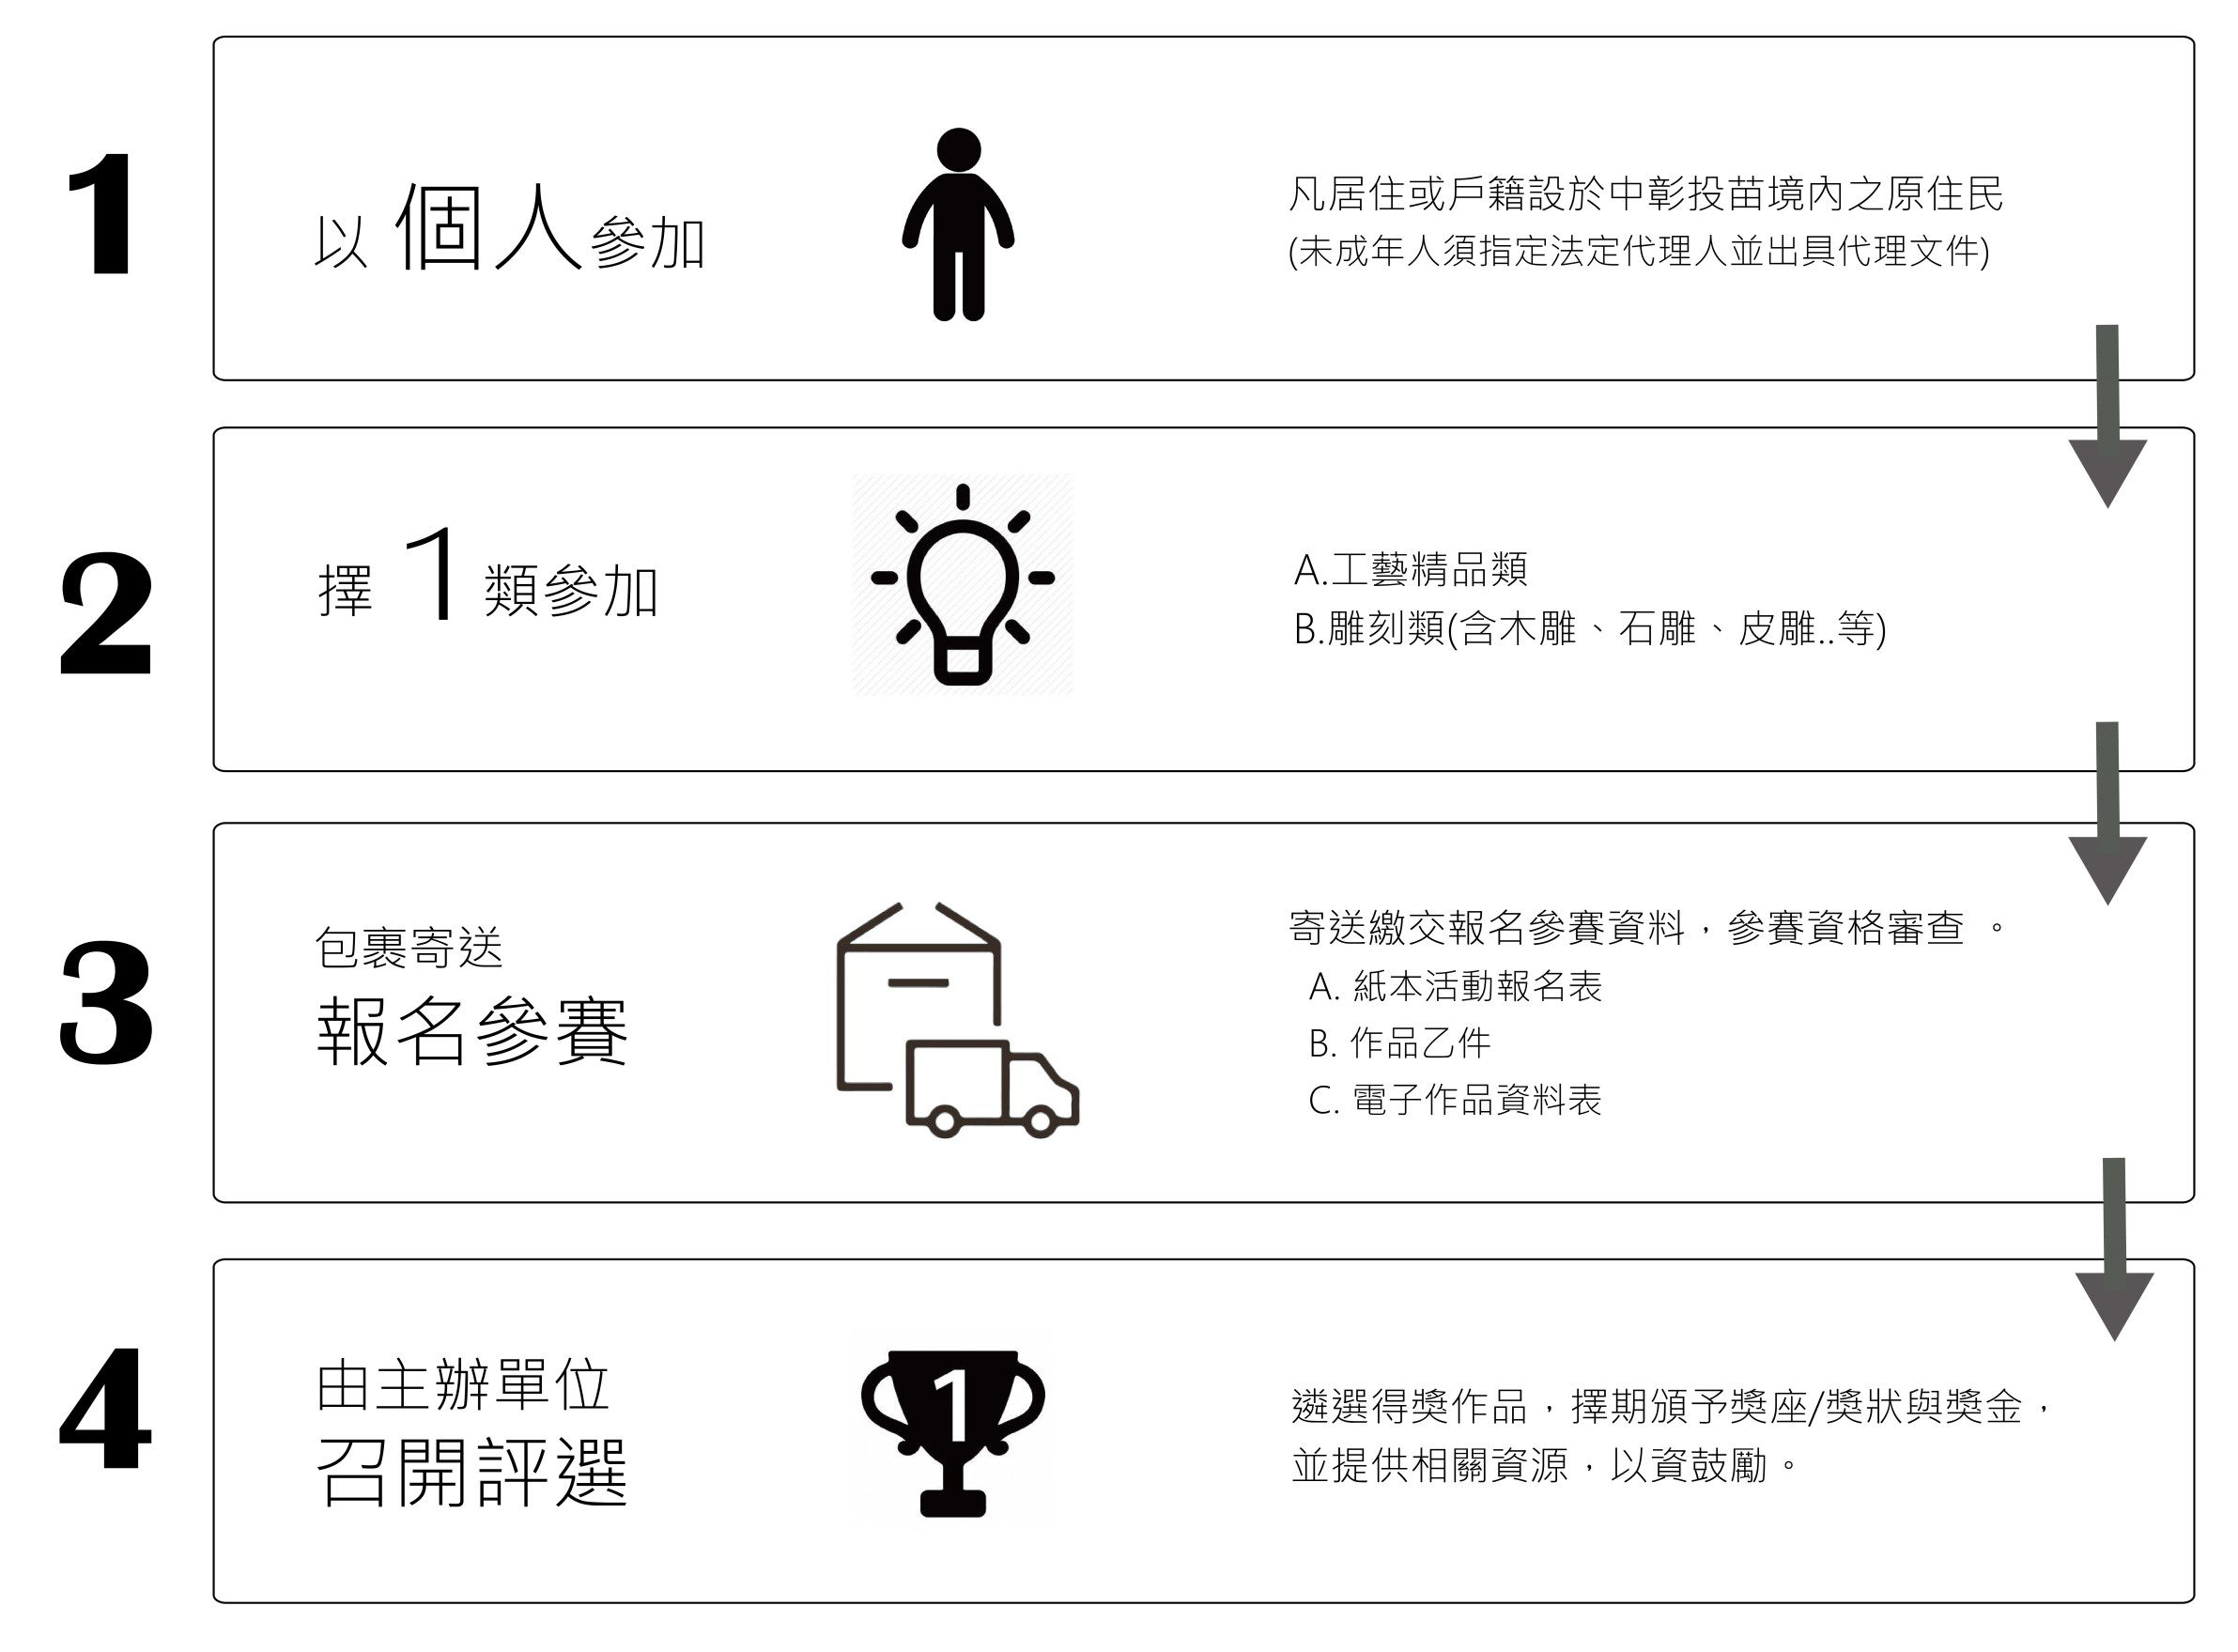 1
以 個人參加
凡居住或戶籍設於中彰投苗境內之原住民
(未成年人須指定法定代理人並出具代理文件)
2
擇 1 類參加
A.工藝精品類
B.雕刻類(含木雕、石雕、皮雕..等)
3
包裹寄送
報名參賽
寄送繳交報名參賽資料，參賽資格審查 。
A. 紙本活動報名表
B. 作品乙件
C. 電子作品資料表
4
由主辦單位
召開評選
1
遴選得獎作品，擇期頒予獎座/獎狀與獎金，
並提供相關資源，以資鼓勵。